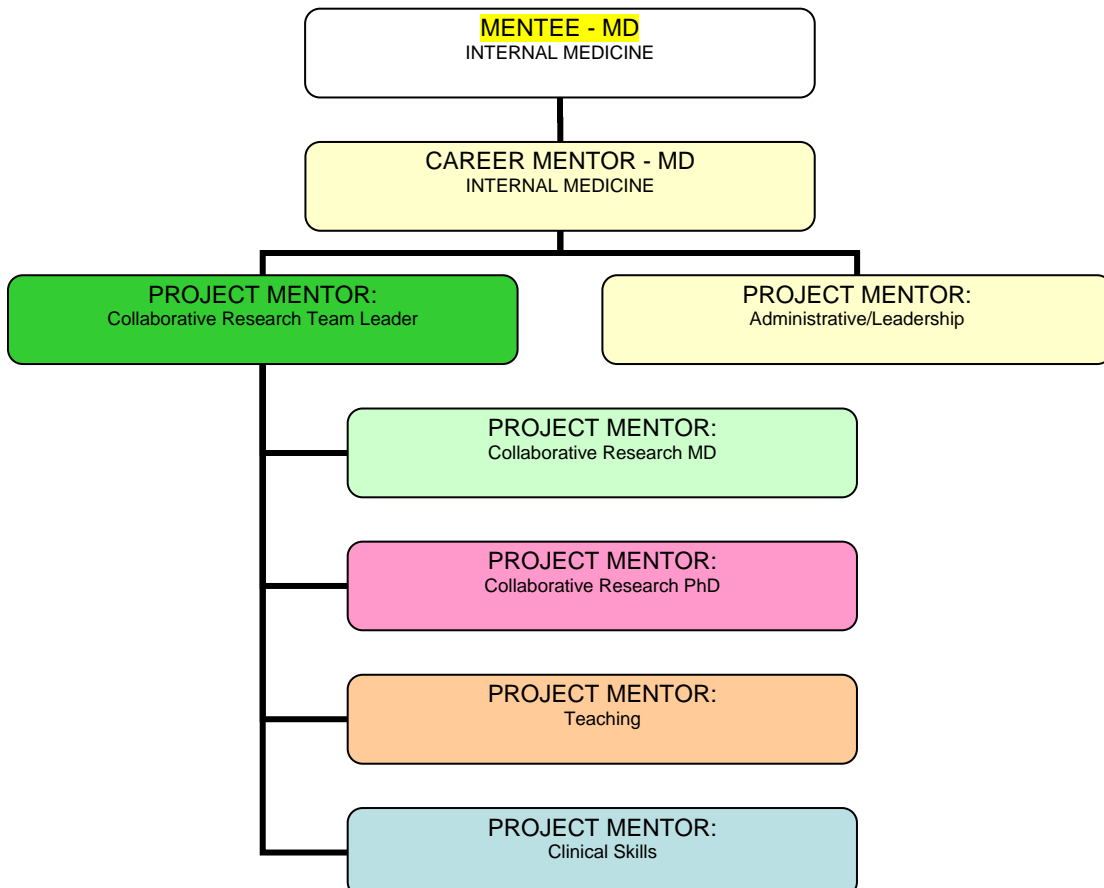 MENTEE - MD
INTERNAL MEDICINE
CAREER MENTOR - MD
INTERNAL MEDICINE
PROJECT MENTOR:
Collaborative Research Team Leader
PROJECT MENTOR:
Administrative/Leadership
PROJECT MENTOR:
Collaborative Research MD
PROJECT MENTOR:
Collaborative Research PhD
PROJECT MENTOR:
Teaching
PROJECT MENTOR:
Clinical Skills